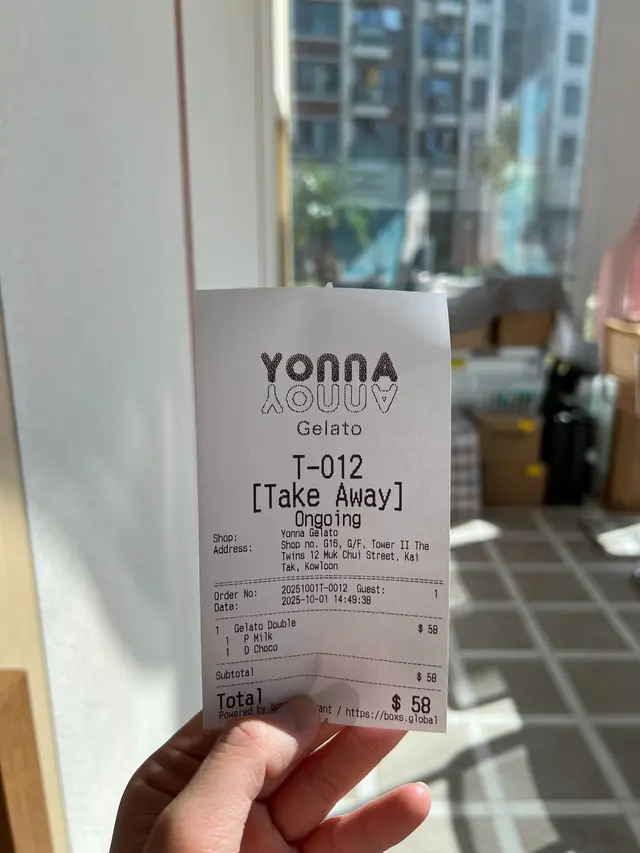 YONNA
YONNA
Gelato
T-012
[Take Away]
Ongoing
Shop: Yonna Gelato
Address: Shop no. G16, G/F, Tower II The
Twins 12 Muk Chui Street, Kai
Tak, Kowloon
Order No: 20251001T-0012 Guest: 1
Date: 2025-10-01 14:49:38
1 Gelato Double $ 58
1 P Milk
1 D Choco
Subtotal $ 58
Total $ 58
Powered by / https://boxs.global